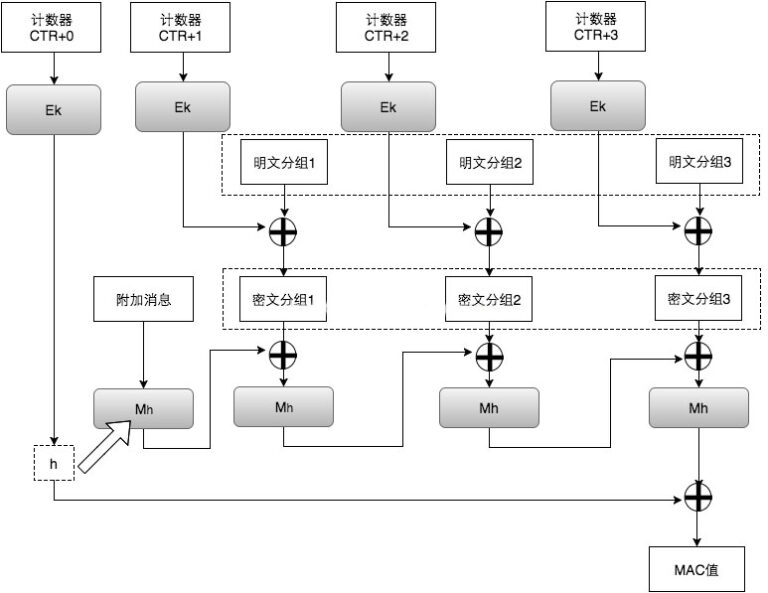 计数器
CTR+0
计数器
CTR+1
计数器
CTR+2
计数器
CTR+3
Ek
Ek
Ek
Ek
明文分组1
明文分组2
明文分组3
附加消息
密文分组1
密文分组2
密文分组3
Mh
Mh
Mh
Mh
h
MAC值